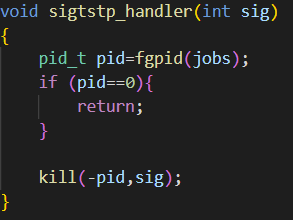 void sigtstp_handler(int sig)
{
    pid_t pid=fgpid(jobs);
    if (pid==0){
        return;
    }

    kill(-pid,sig);
}